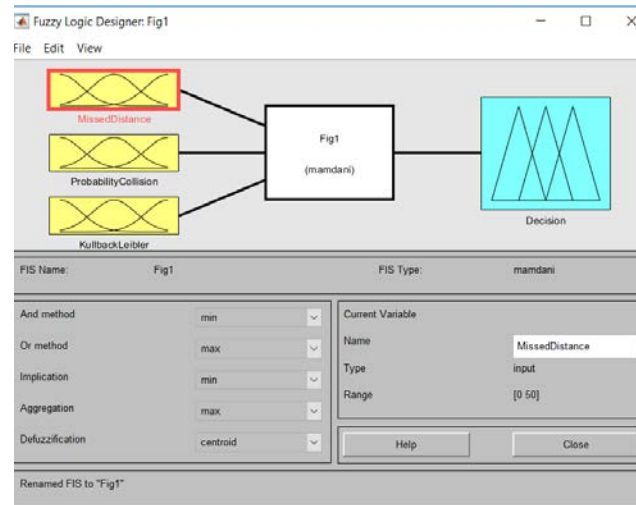 Fuzzy Logic Designer: Fig1
File Edit View
MissedDistance
ProbabilityCollision
KullbackLeibler
Fig1
(mamdani)
Decision
FIS Name: Fig1 FIS Type: mamdani
And method min
Or method max
Implication min
Aggregation max
Defuzzification centroid
Current Variable
Name MissedDistance
Type input
Range [0 50]
Help Close
Renamed FIS to "Fig1"